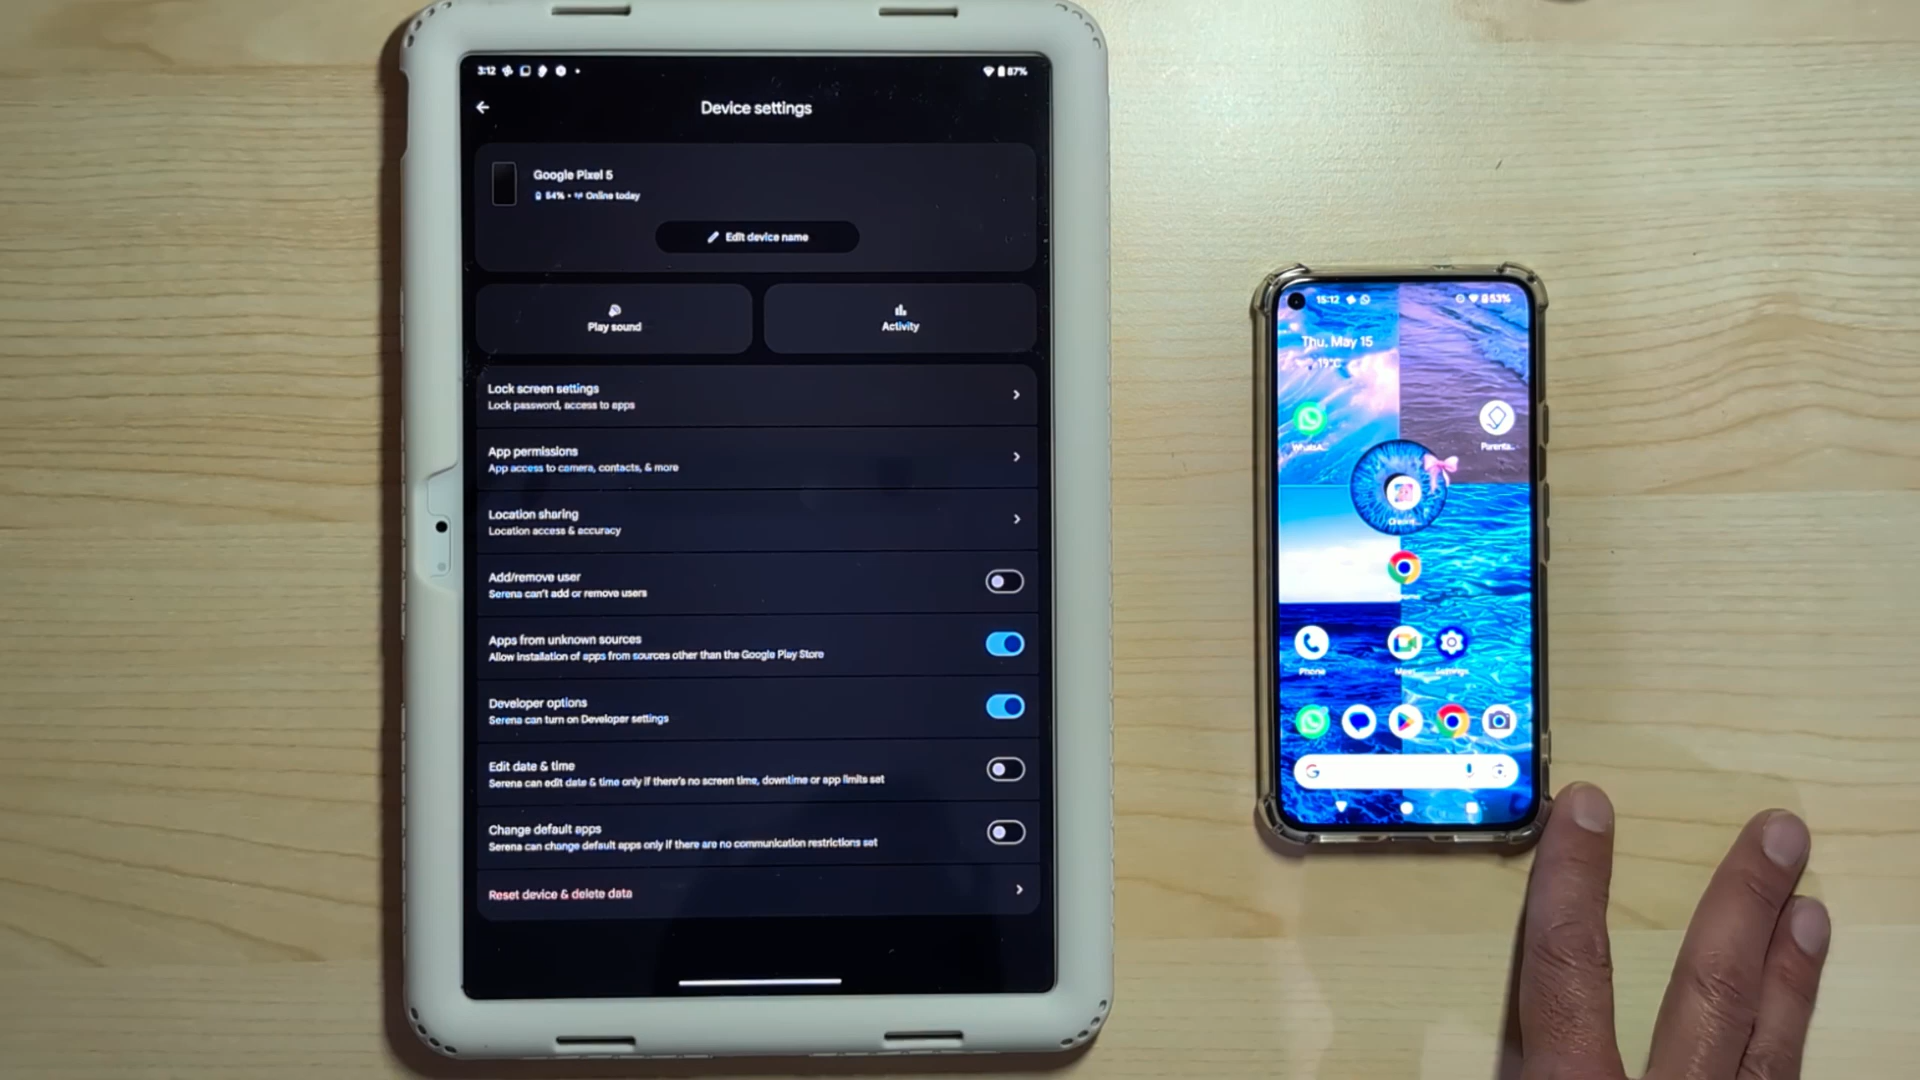 3:12
87%
Device settings
Google Pixel 5
54% • Online today
Edit device name
Play sound
Activity
Lock screen settings
Lock password, access to apps
App permissions
App access to camera, contacts, & more
Location sharing
Location access & accuracy
Add/remove user
Serena can't add or remove users
Apps from unknown sources
Allow installation of apps from sources other than the Google Play Store
Developer options
Serena can turn on Developer settings
Edit date & time
Serena can edit date & time only if there's no screen time, downtime or app limits set
Change default apps
Serena can change default apps only if there are no communication restrictions set
Reset device & delete data
15:12
53%
Thu, May 15
19°C
WhatsA...
Parenta..
Phone
Meet
Settings
G